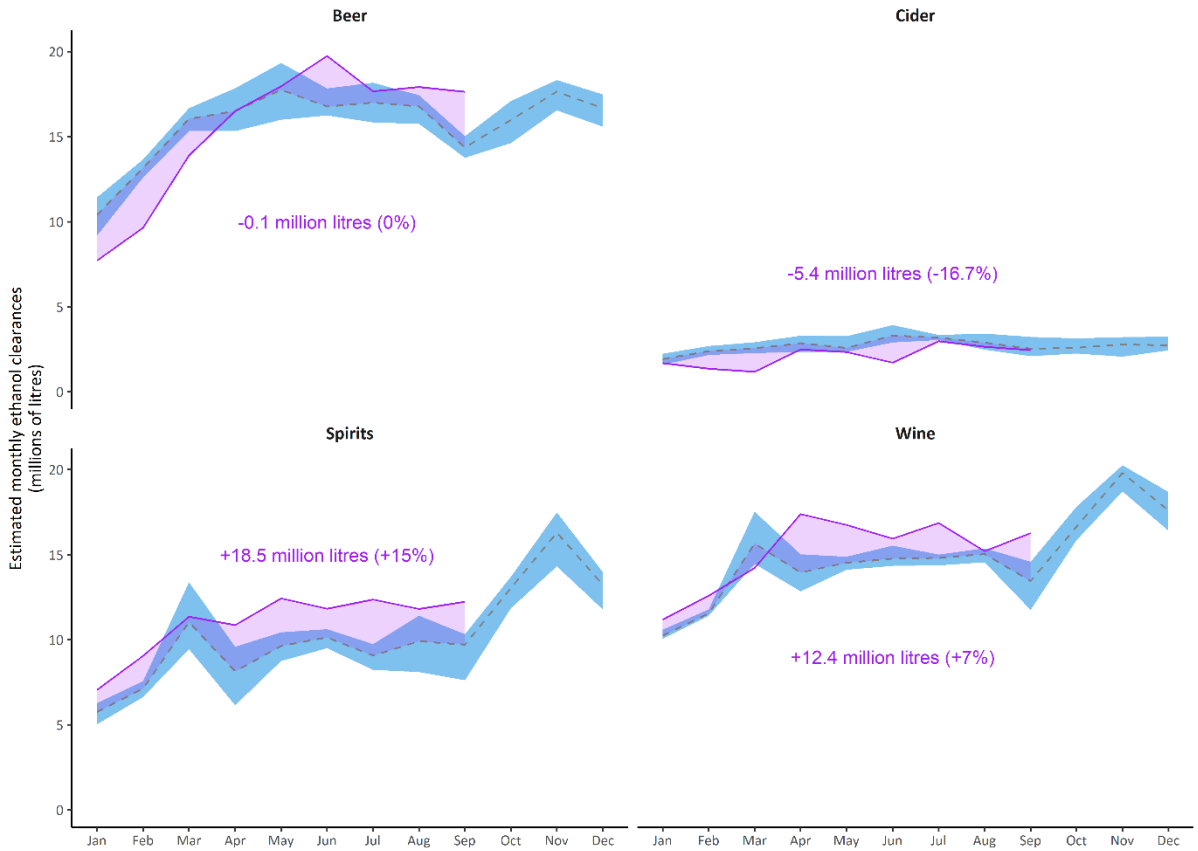 Beer
Cider
Estimated monthly ethanol clearances
(millions of litres)
20
15
10
5
0
-0.1 million litres (0%)
-5.4 million litres (-16.7%)
Spirits
Wine
20
15
10
5
0
+18.5 million litres (+15%)
+12.4 million litres (+7%)
Jan Feb Mar Apr May Jun Jul Aug Sep Oct Nov Dec
Jan Feb Mar Apr May Jun Jul Aug Sep Oct Nov Dec